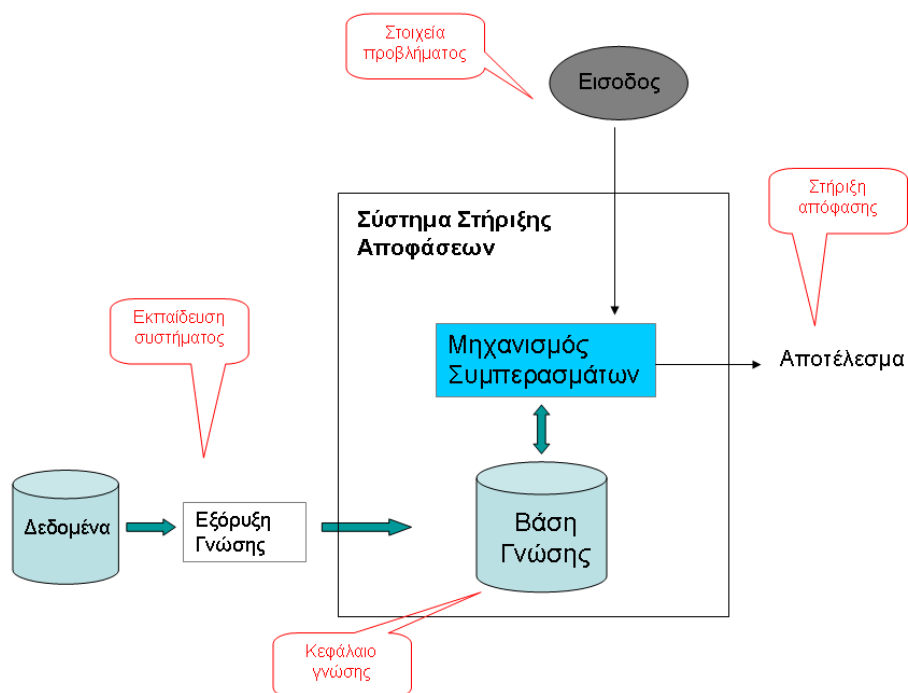 Στοιχεία
προβλήματος
Εισοδος
Στήριξη
απόφασης
Σύστημα Στήριξης
Αποφάσεων
Εκπαίδευση
συστήματος
Μηχανισμός
Συμπερασμάτων
Αποτέλεσμα
Δεδομένα
Εξόρυξη
Γνώσης
Βάση
Γνώσης
Κεφάλαιο
γνώσης